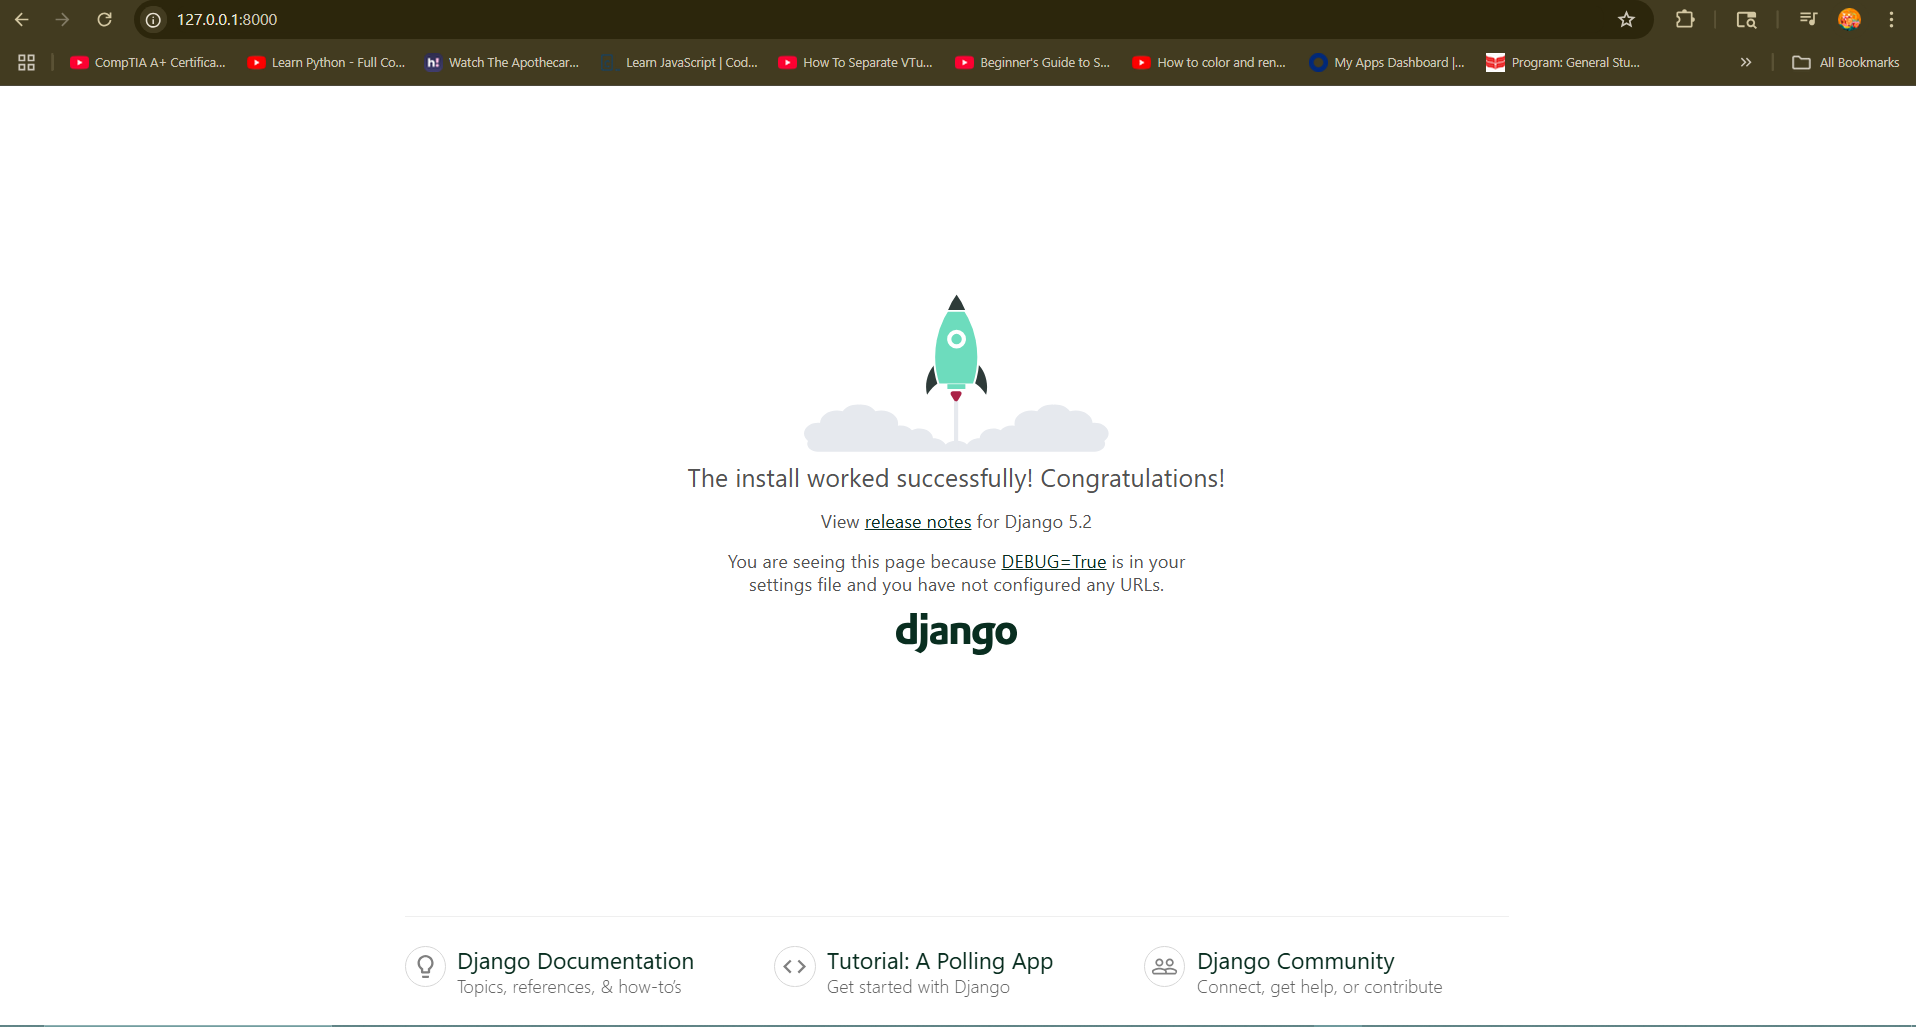 127.0.0.1:8000
CompTIA A+ Certifica...
Learn Python - Full Co...
h!
Watch The Apothecar...
Learn JavaScript | Cod...
How To Separate VTu...
Beginner's Guide to S...
How to color and ren...
My Apps Dashboard |...
Program: General Stu...
All Bookmarks
The install worked successfully! Congratulations!
View release notes for Django 5.2
You are seeing this page because DEBUG=True is in your
settings file and you have not configured any URLs.
django
Django Documentation
Topics, references, & how-to’s
Tutorial: A Polling App
Get started with Django
Django Community
Connect, get help, or contribute